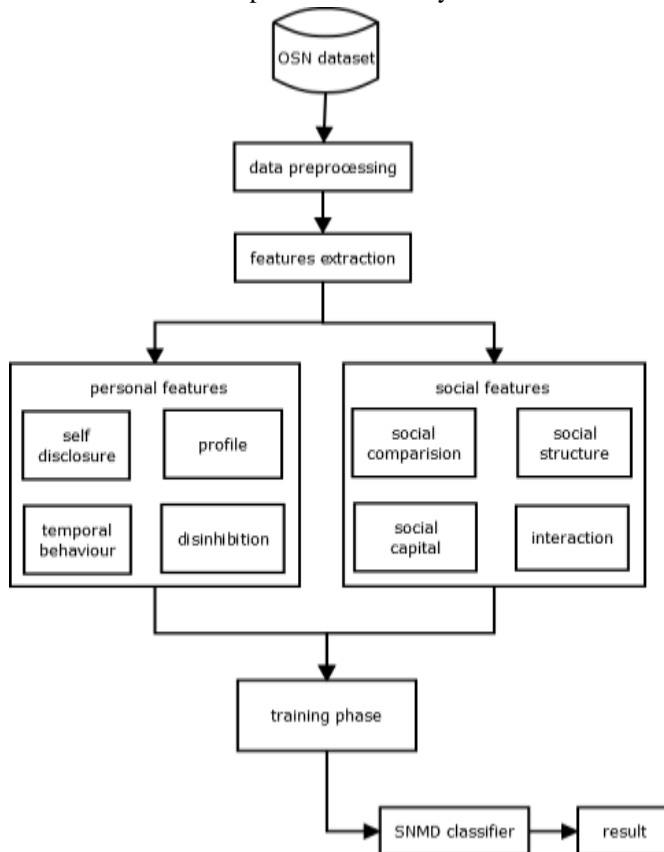 OSN dataset
data preprocessing
features extraction
personal features
self
disclosure
profile
temporal
behaviour
disinhibition
social features
social
comparision
social
structure
social
capital
interaction
training phase
SNMD classifier
result